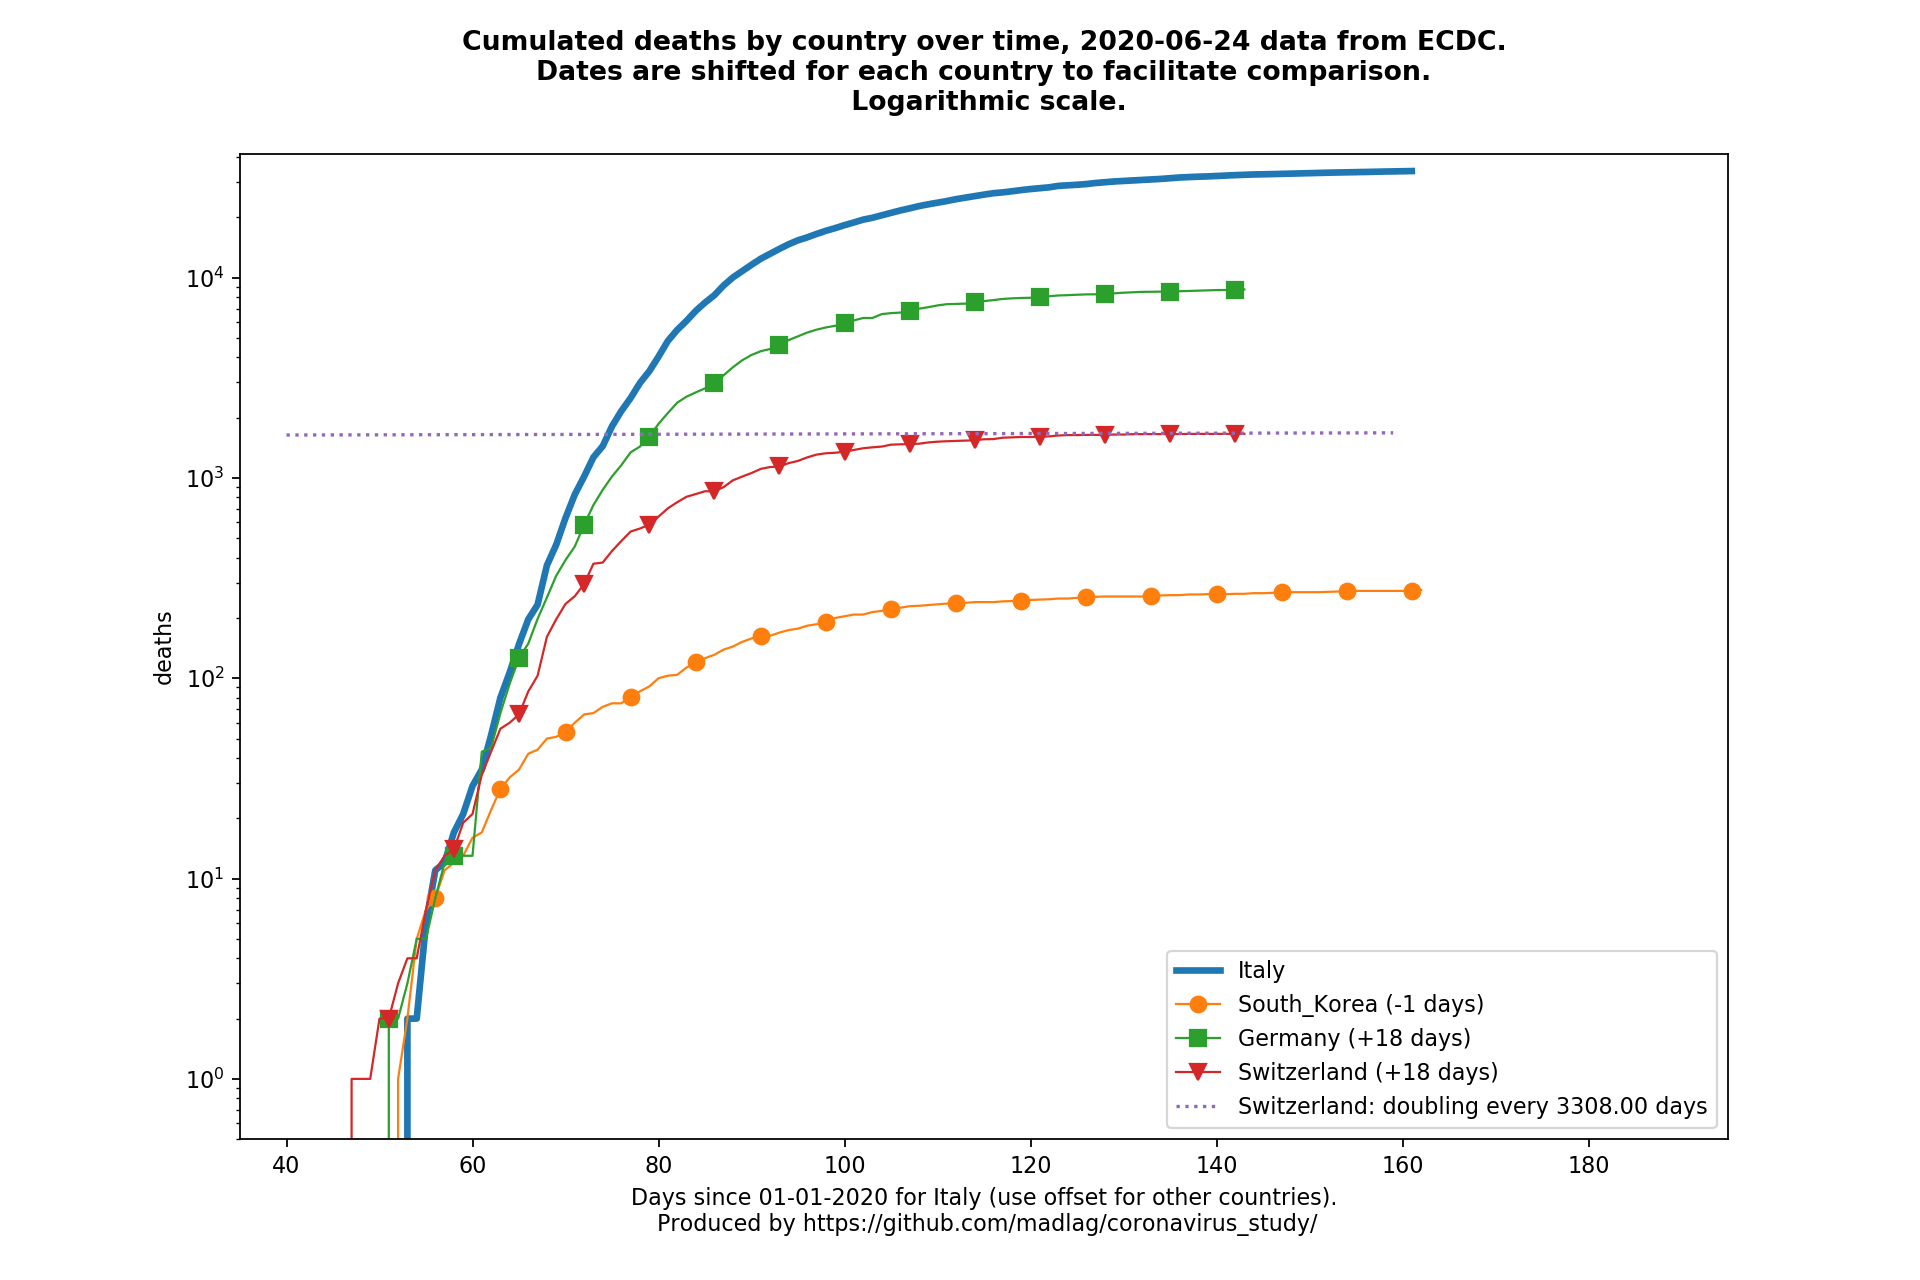 Cumulated deaths by country over time, 2020-06-24 data from ECDC.
Dates are shifted for each country to facilitate comparison.
Logarithmic scale.
10^4
10^3
10^2
10^1
10^0
deaths
Italy
South_Korea (-1 days)
Germany (+18 days)
Switzerland (+18 days)
Switzerland: doubling every 3308.00 days
40 60 80 100 120 140 160 180
Days since 01-01-2020 for Italy (use offset for other countries).
Produced by https://github.com/madlag/coronavirus_study/